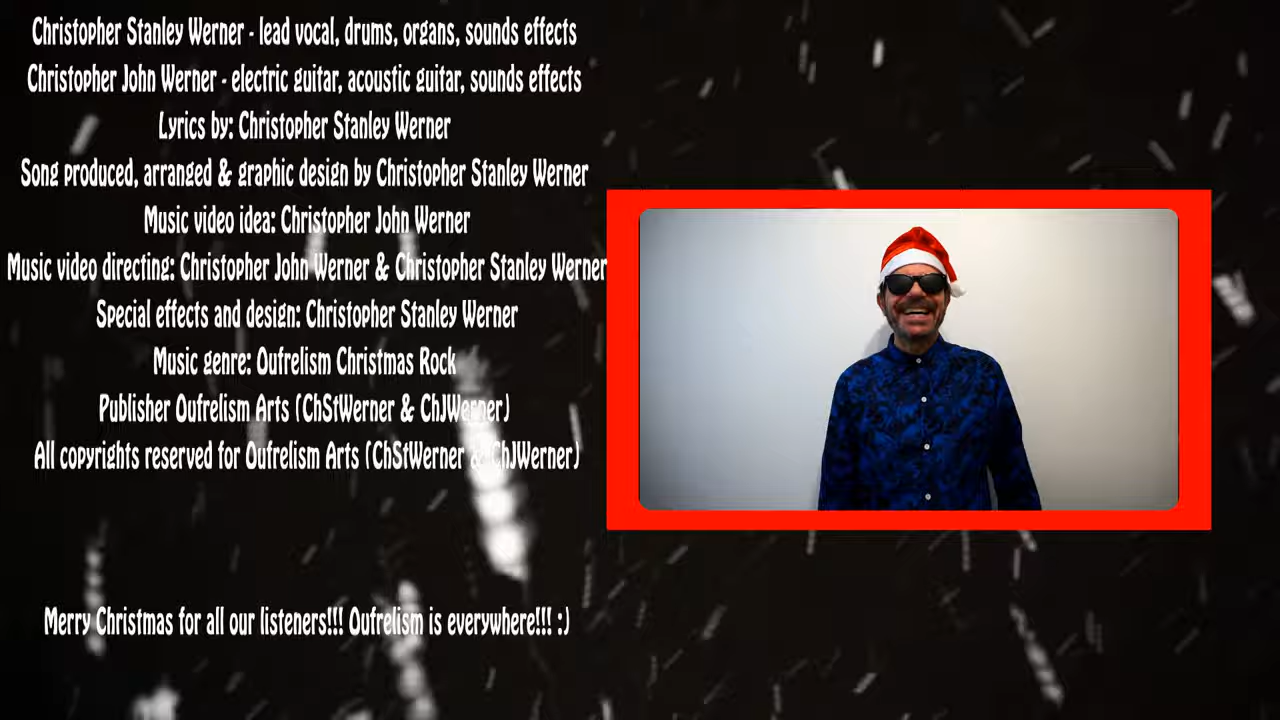 Christopher Stanley Werner - lead vocal, drums, organs, sounds effects
Christopher John Werner - electric guitar, acoustic guitar, sounds effects
Lyrics by: Christopher Stanley Werner
Song produced, arranged & graphic design by Christopher Stanley Werner
Music video idea: Christopher John Werner
Music video directing: Christopher John Werner & Christopher Stanley Werner
Special effects and design: Christopher Stanley Werner
Music genre: Oufrelism Christmas Rock
Publisher Oufrelism Arts (ChStWerner & ChJWerner)
All copyrights reserved for Oufrelism Arts (ChStWerner & ChJWerner)
Merry Christmas for all our listeners!!! Oufrelism is everywhere!!! :)